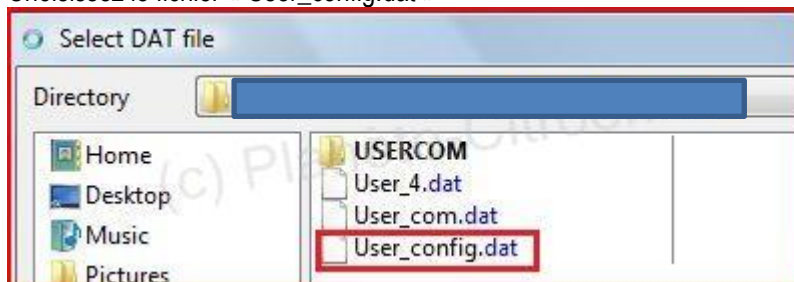 Select DAT file
Directory
Home
Desktop
Music
Pictures
USERCOM
User_4.dat
User_com.dat
User_config.dat
(c)